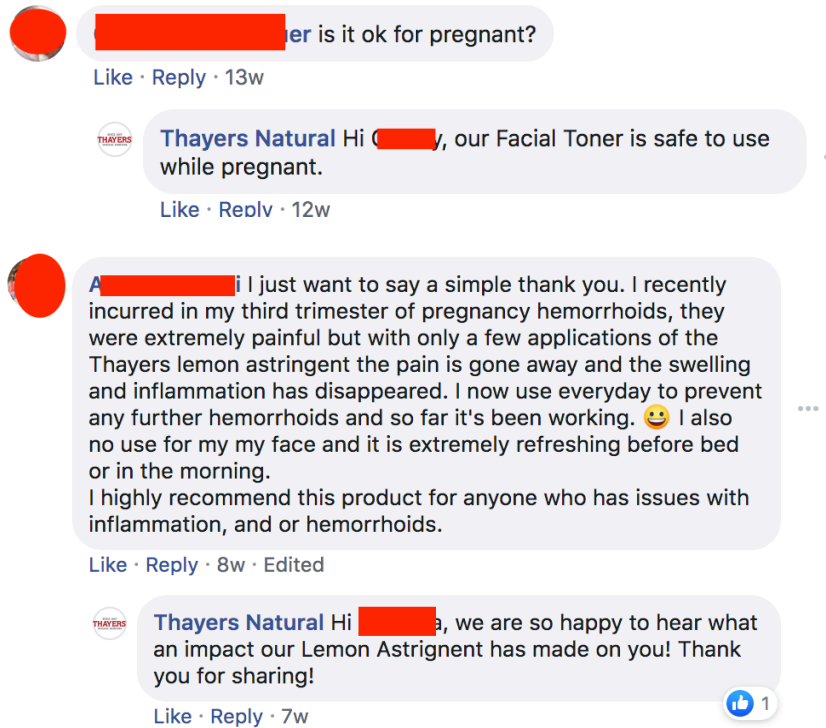 er is it ok for pregnant?
Like · Reply · 13w
THAYERS
Thayers Natural Hi y, our Facial Toner is safe to use
while pregnant.
Like · Reply · 12w
A i I just want to say a simple thank you. I recently
incurred in my third trimester of pregnancy hemorrhoids, they
were extremely painful but with only a few applications of the
Thayers lemon astringent the pain is gone away and the swelling
and inflammation has disappeared. I now use everyday to prevent
any further hemorrhoids and so far it's been working. 😀 I also
no use for my my face and it is extremely refreshing before bed
or in the morning.
I highly recommend this product for anyone who has issues with
inflammation, and or hemorrhoids.
Like · Reply · 8w · Edited
THAYERS
Thayers Natural Hi a, we are so happy to hear what
an impact our Lemon Astrignent has made on you! Thank
you for sharing!
1
Like · Reply · 7w